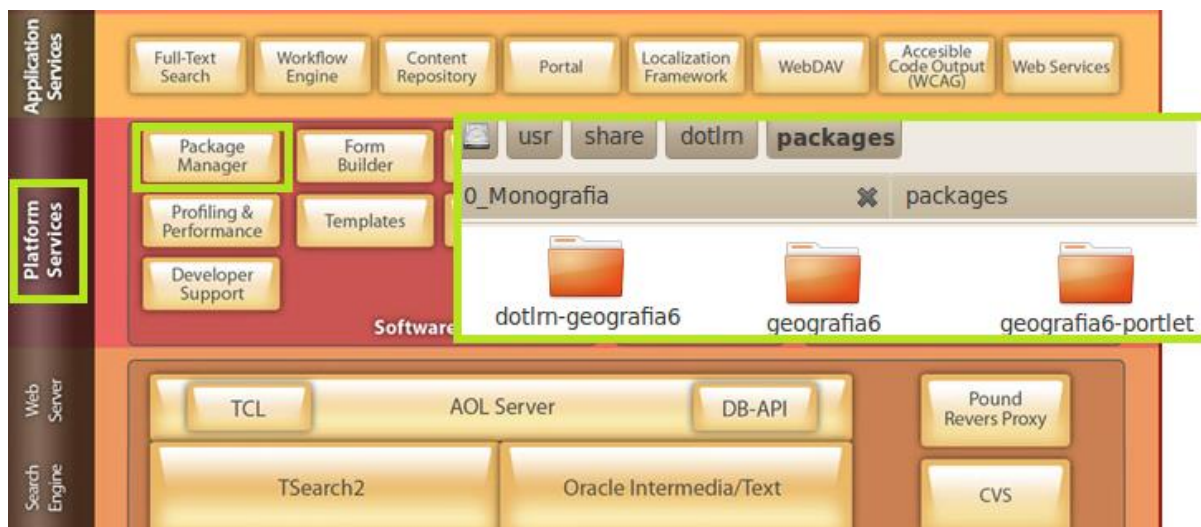 Application
Services
Full-Text
Search
Workflow
Engine
Content
Repository
Portal
Localization
Framework
WebDAV
Accesible
Code Output
(WCAG)
Web Services
Platform
Services
Package
Manager
Form
Builder
Profiling &
Performance
Templates
Developer
Support
Software
usr share dotlrn packages
0_Monografia packages
dotlrn-geografia6
geografia6
geografia6-portlet
Web
Server
TCL
AOL Server
DB-API
Pound
Revers Proxy
Search
Engine
TSearch2
Oracle Intermedia/Text
CVS